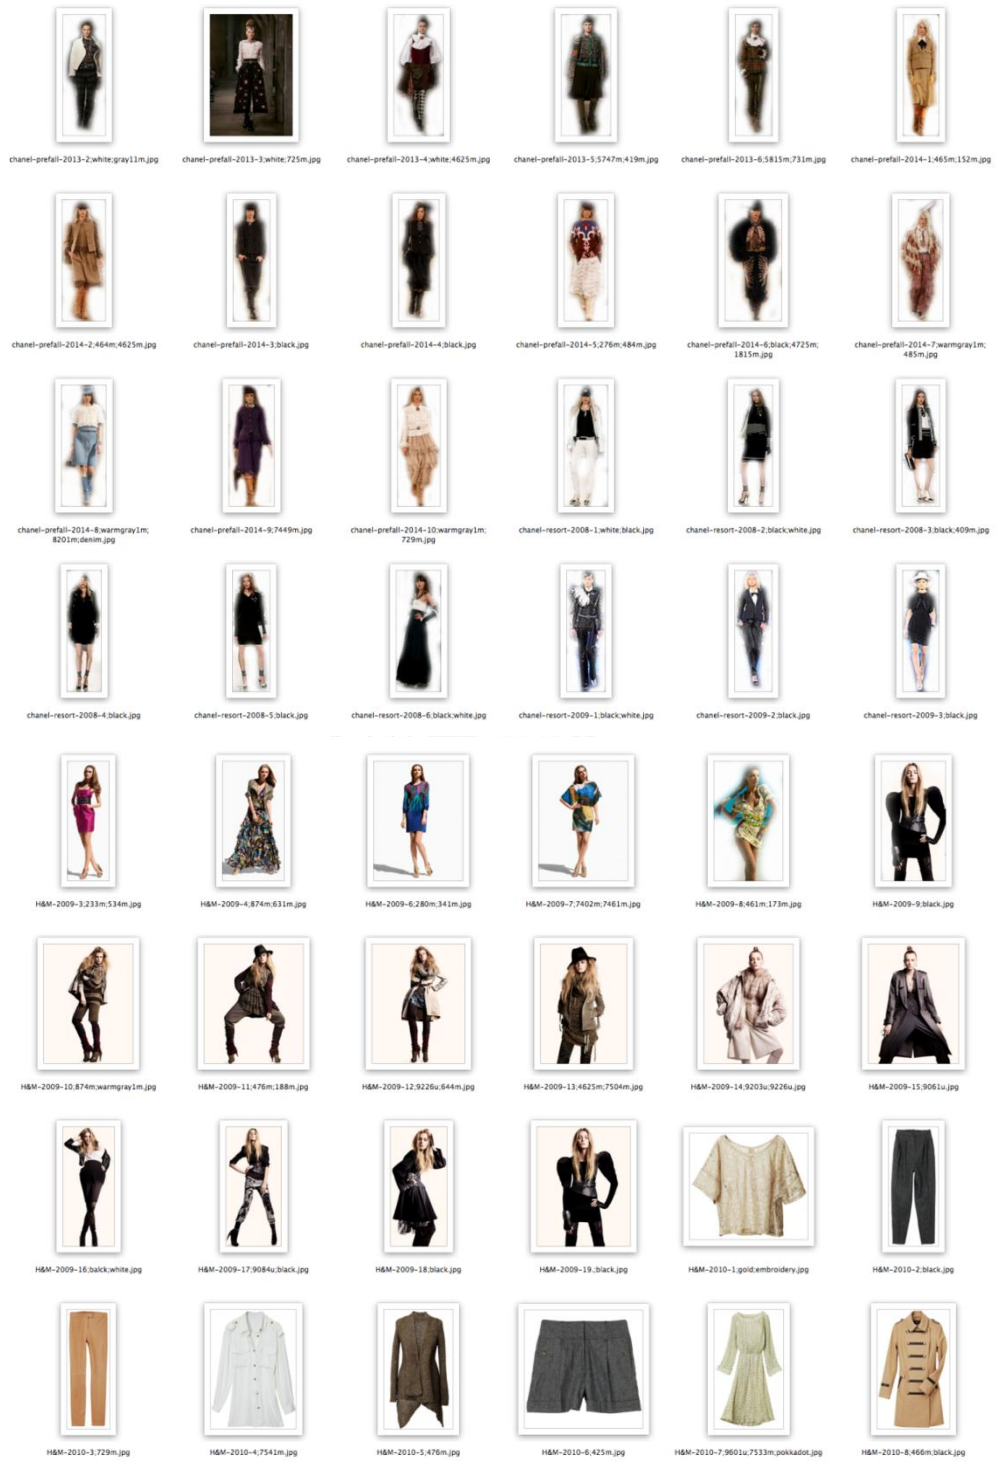 chanel-prefall-2013-2;white;gray11m.jpg
chanel-prefall-2013-3;white;725m.jpg
chanel-prefall-2013-4;white;4625m.jpg
chanel-prefall-2013-5;5747m;419m.jpg
chanel-prefall-2013-6;5815m;731m.jpg
chanel-prefall-2014-1;465m;152m.jpg
chanel-prefall-2014-2;464m;4625m.jpg
chanel-prefall-2014-3;black.jpg
chanel-prefall-2014-4;black.jpg
chanel-prefall-2014-5;276m;484m.jpg
chanel-prefall-2014-6;black;4725m;
1815m.jpg
chanel-prefall-2014-7;warmgray1m;
485m.jpg
chanel-prefall-2014-8;warmgray1m;
8201m;denim.jpg
chanel-prefall-2014-9;7449m.jpg
chanel-prefall-2014-10;warmgray1m;
729m.jpg
chanel-resort-2008-1;white;black.jpg
chanel-resort-2008-2;black;white.jpg
chanel-resort-2008-3;black;409m.jpg
chanel-resort-2008-4;black.jpg
chanel-resort-2008-5;black.jpg
chanel-resort-2008-6;black;white.jpg
chanel-resort-2009-1;black;white.jpg
chanel-resort-2009-2;black.jpg
chanel-resort-2009-3;black.jpg
H&M-2009-3;233m;534m.jpg
H&M-2009-4;874m;631m.jpg
H&M-2009-6;280m;341m.jpg
H&M-2009-7;7402m;7461m.jpg
H&M-2009-8;461m;173m.jpg
H&M-2009-9;black.jpg
H&M-2009-10;874m;warmgray1m.jpg
H&M-2009-11;476m;188m.jpg
H&M-2009-12;9226u;644m.jpg
H&M-2009-13;4625m;7504m.jpg
H&M-2009-14;9203u;9226u.jpg
H&M-2009-15;9061u.jpg
H&M-2009-16;balck;white.jpg
H&M-2009-17;9084u;black.jpg
H&M-2009-18;black.jpg
H&M-2009-19.;black.jpg
H&M-2010-1;gold;embroidery.jpg
H&M-2010-2;black.jpg
H&M-2010-3;729m.jpg
H&M-2010-4;7541m.jpg
H&M-2010-5;476m.jpg
H&M-2010-6;425m.jpg
H&M-2010-7;9601u;7533m;pokkadot.jpg
H&M-2010-8;466m;black.jpg